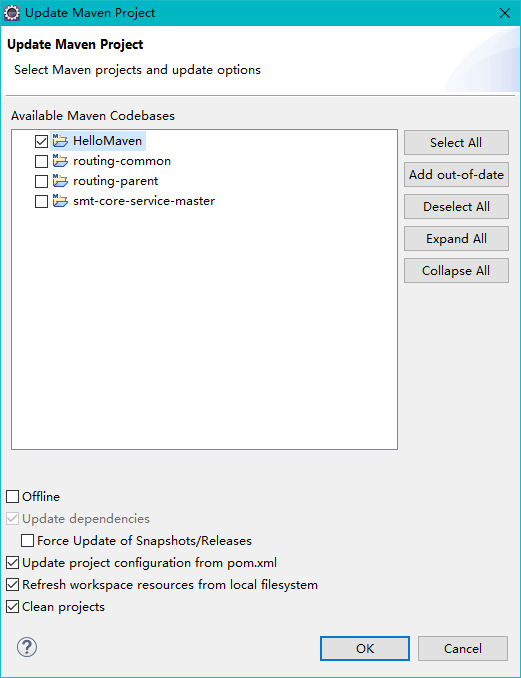 Update Maven Project
Update Maven Project
Select Maven projects and update options
Available Maven Codebases
HelloMaven
routing-common
routing-parent
smt-core-service-master
Select All
Add out-of-date
Deselect All
Expand All
Collapse All
Offline
Update dependencies
Force Update of Snapshots/Releases
Update project configuration from pom.xml
Refresh workspace resources from local filesystem
Clean projects
?
OK
Cancel